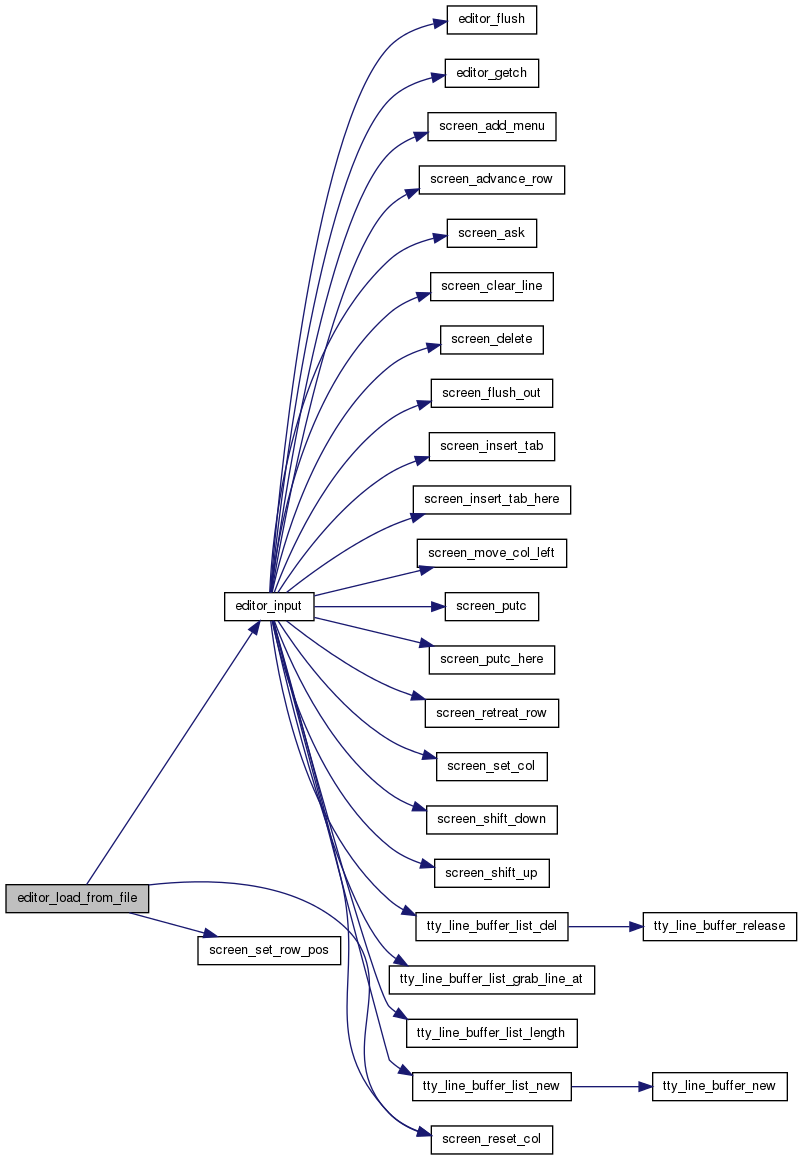 editor_flush
editor_getch
screen_add_menu
screen_advance_row
screen_ask
screen_clear_line
screen_delete
screen_flush_out
screen_insert_tab
screen_insert_tab_here
screen_move_col_left
editor_input
screen_putc
screen_putc_here
screen_retreat_row
screen_set_col
screen_shift_down
screen_shift_up
editor_load_from_file
tty_line_buffer_list_del
tty_line_buffer_release
screen_set_row_pos
tty_line_buffer_list_grab_line_at
tty_line_buffer_list_length
tty_line_buffer_list_new
tty_line_buffer_new
screen_reset_col